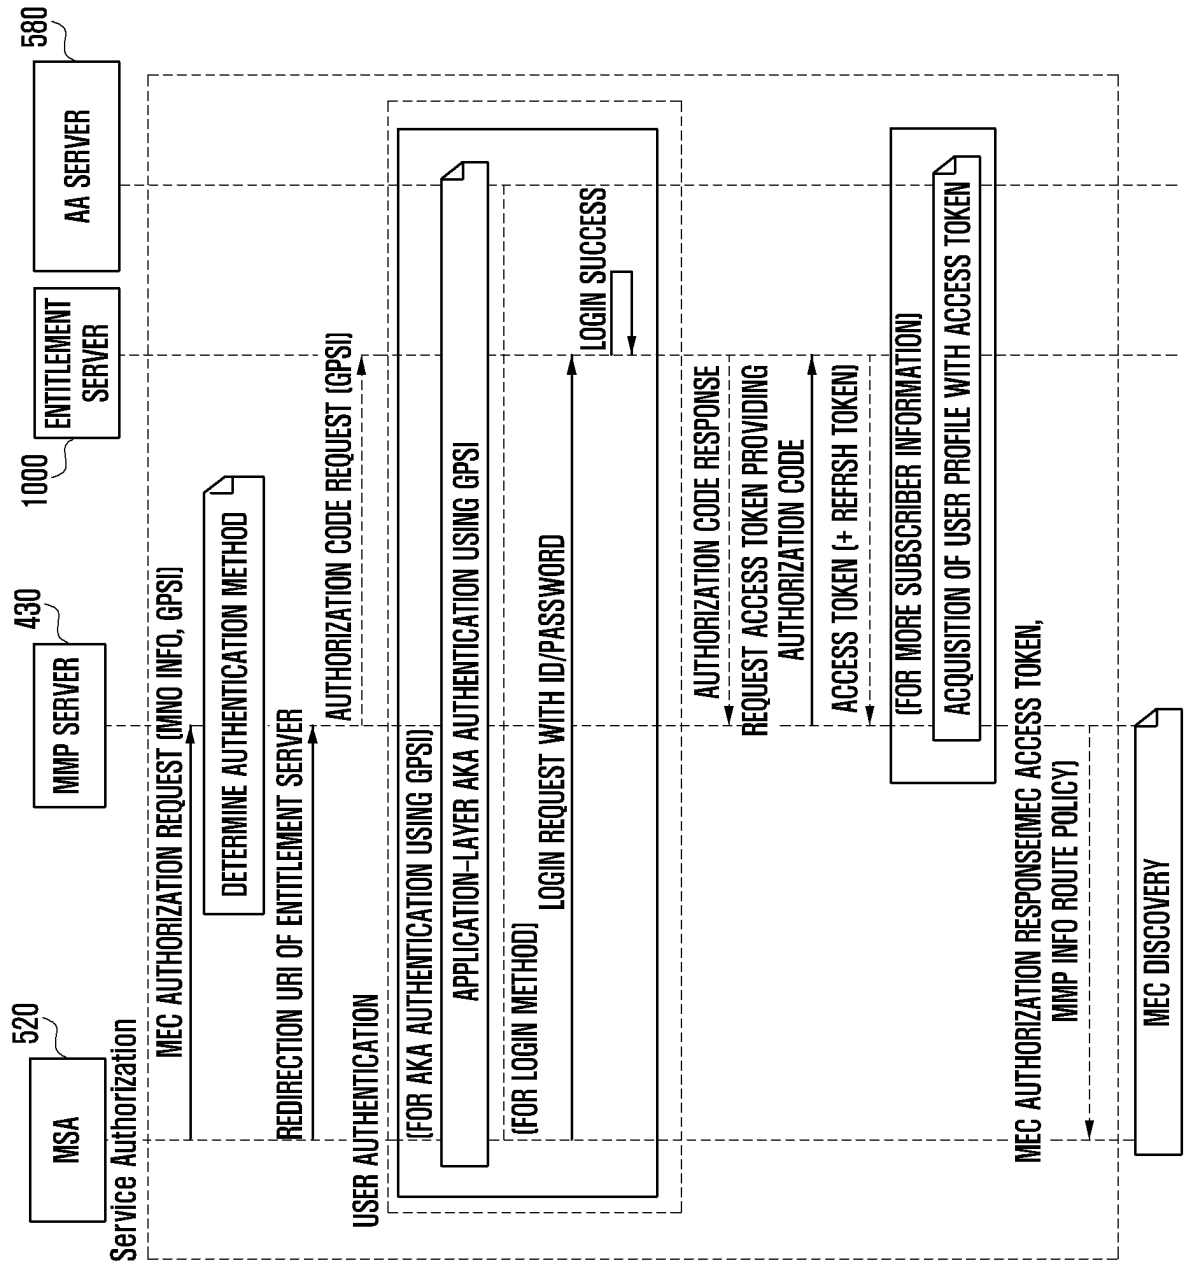 MSA
520
MMP SERVER
430
ENTITLEMENT
SERVER
1000
AA SERVER
580
Service Authorization
MEC AUTHORIZATION REQUEST (MNO INFO, GPSI)
DETERMINE AUTHENTICATION METHOD
REDIRECTION URI OF ENTITLEMENT SERVER
AUTHORIZATION CODE REQUEST (GPSI)
USER AUTHENTICATION
(FOR AKA AUTHENTICATION USING GPSI)
APPLICATION-LAYER AKA AUTHENTICATION USING GPSI
(FOR LOGIN METHOD)
LOGIN REQUEST WITH ID/PASSWORD
LOGIN SUCCESS
AUTHORIZATION CODE RESPONSE
REQUEST ACCESS TOKEN PROVIDING
AUTHORIZATION CODE
ACCESS TOKEN (+ REFRSH TOKEN)
(FOR MORE SUBSCRIBER INFORMATION)
ACQUISITION OF USER PROFILE WITH ACCESS TOKEN
MEC AUTHORIZATION RESPONSE(MEC ACCESS TOKEN,
MMP INFO ROUTE POLICY)
MEC DISCOVERY